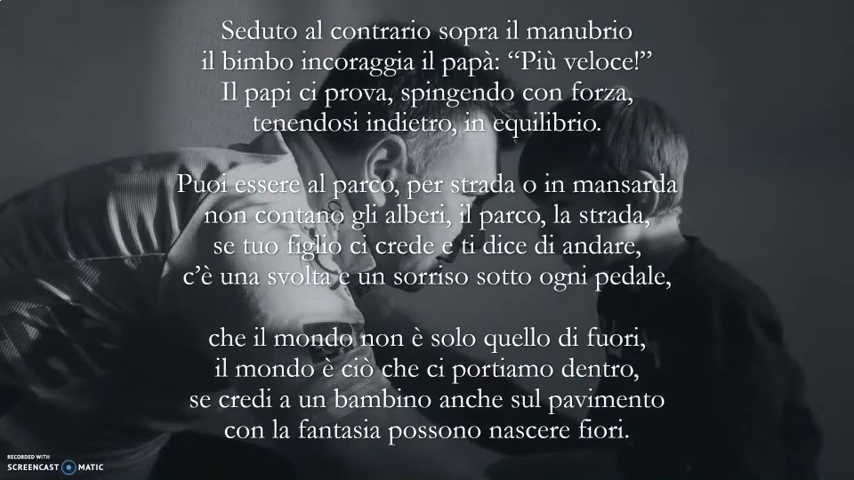 Seduto al contrario sopra il manubrio
il bimbo incoraggia il papà: “Più veloce!”
Il papi ci prova, spingendo con forza,
tenendosi indietro, in equilibrio.
Puoi essere al parco, per strada o in mansarda
non contano gli alberi, il parco, la strada,
se tuo figlio ci crede e ti dice di andare,
c’è una svolta e un sorriso sotto ogni pedale,
che il mondo non è solo quello di fuori,
il mondo è ciò che ci portiamo dentro,
se credi a un bambino anche sul pavimento
con la fantasia possono nascere fiori.
RECORDED WITH
SCREENCAST MATIC